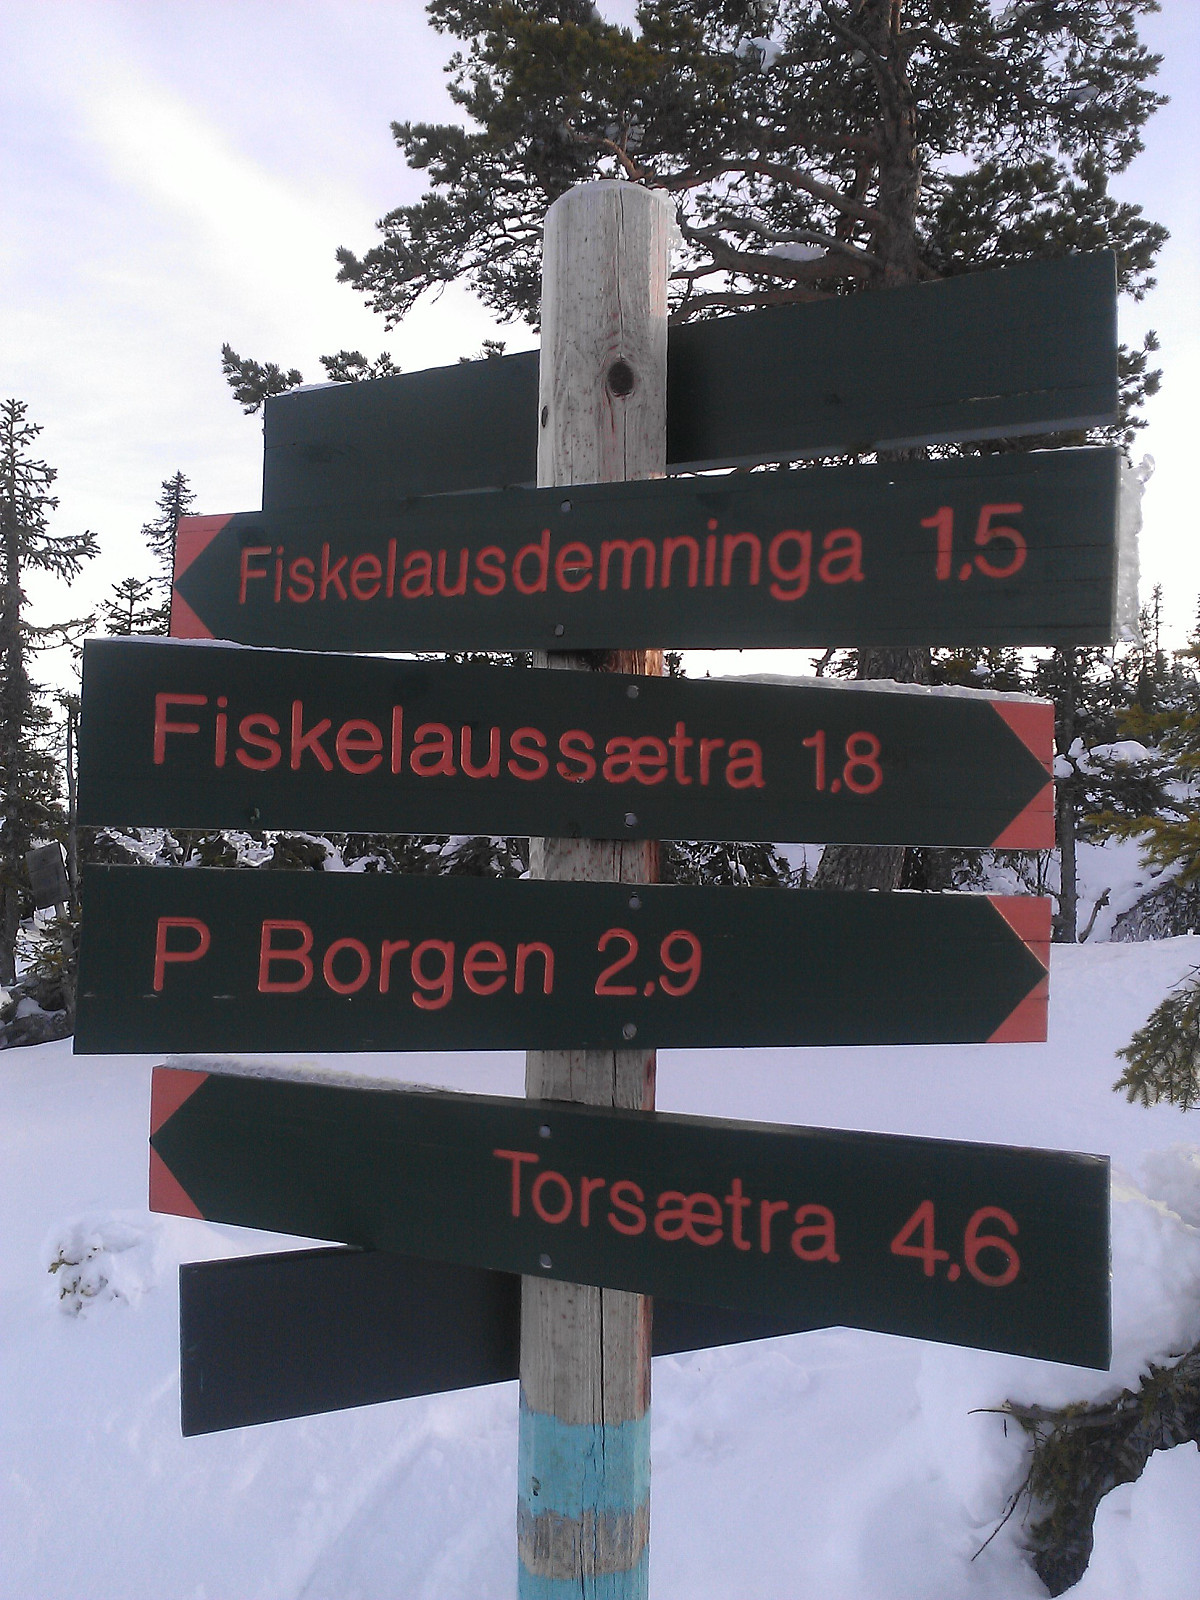 Fiskelausdemninga 1,5
Fiskelaussætra 1,8
P Borgen 2,9
Torsætra 4,6